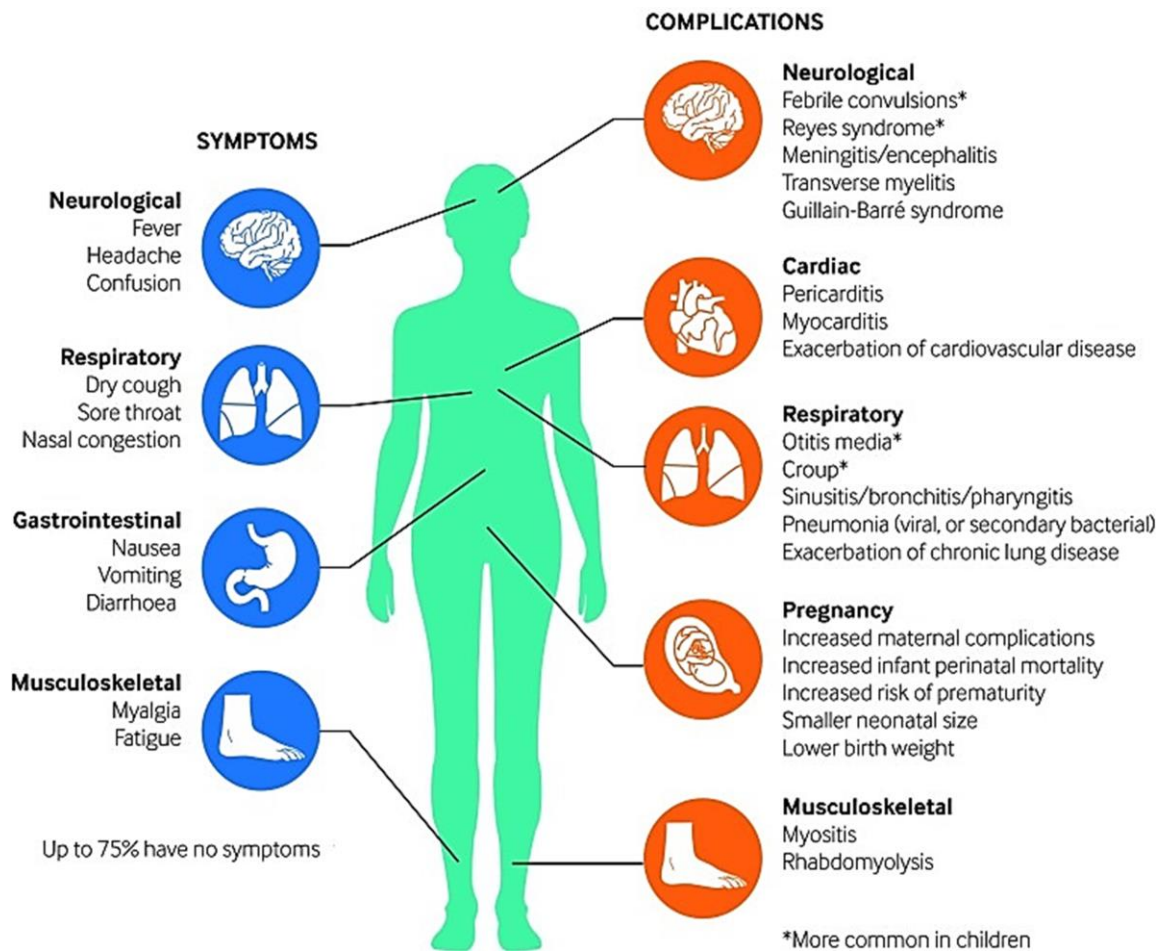 SYMPTOMS
Neurological
Fever
Headache
Confusion
Respiratory
Dry cough
Sore throat
Nasal congestion
Gastrointestinal
Nausea
Vomiting
Diarrhoea
Musculoskeletal
Myalgia
Fatigue
Up to 75% have no symptoms
COMPLICATIONS
Neurological
Febrile convulsions*
Reyes syndrome*
Meningitis/encephalitis
Transverse myelitis
Guillain-Barré syndrome
Cardiac
Pericarditis
Myocarditis
Exacerbation of cardiovascular disease
Respiratory
Otitis media*
Croup*
Sinusitis/bronchitis/pharyngitis
Pneumonia (viral, or secondary bacterial)
Exacerbation of chronic lung disease
Pregnancy
Increased maternal complications
Increased infant perinatal mortality
Increased risk of prematurity
Smaller neonatal size
Lower birth weight
Musculoskeletal
Myositis
Rhabdomyolysis
*More common in children